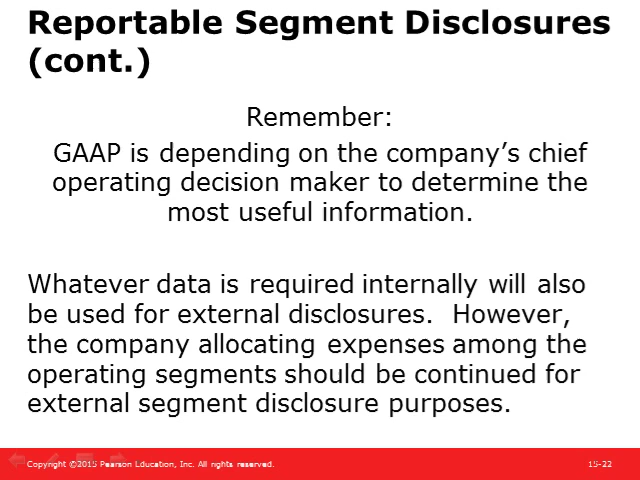 Reportable Segment Disclosures
(cont.)
Remember:
GAAP is depending on the company’s chief
operating decision maker to determine the
most useful information.
Whatever data is required internally will also
be used for external disclosures.  However,
the company allocating expenses among the
operating segments should be continued for
external segment disclosure purposes.
Copyright ©2015 Pearson Education, Inc. All rights reserved.
15-22